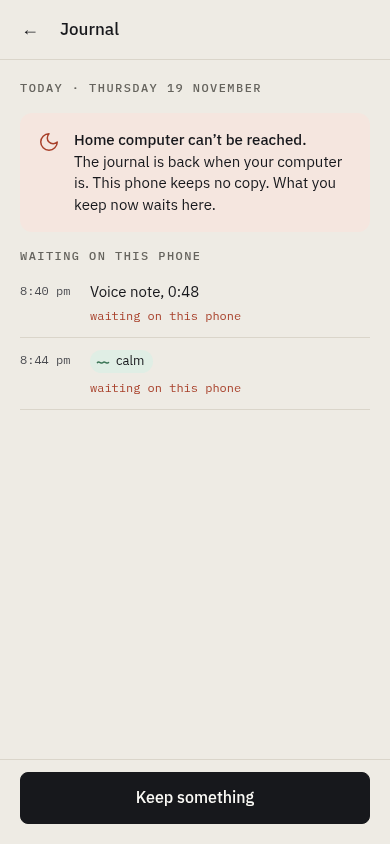 ← Journal
TODAY · THURSDAY 19 NOVEMBER
Home computer can’t be reached.
The journal is back when your computer
is. This phone keeps no copy. What you
keep now waits here.
WAITING ON THIS PHONE
8:40 pm Voice note, 0:48
waiting on this phone
8:44 pm calm
waiting on this phone
Keep something